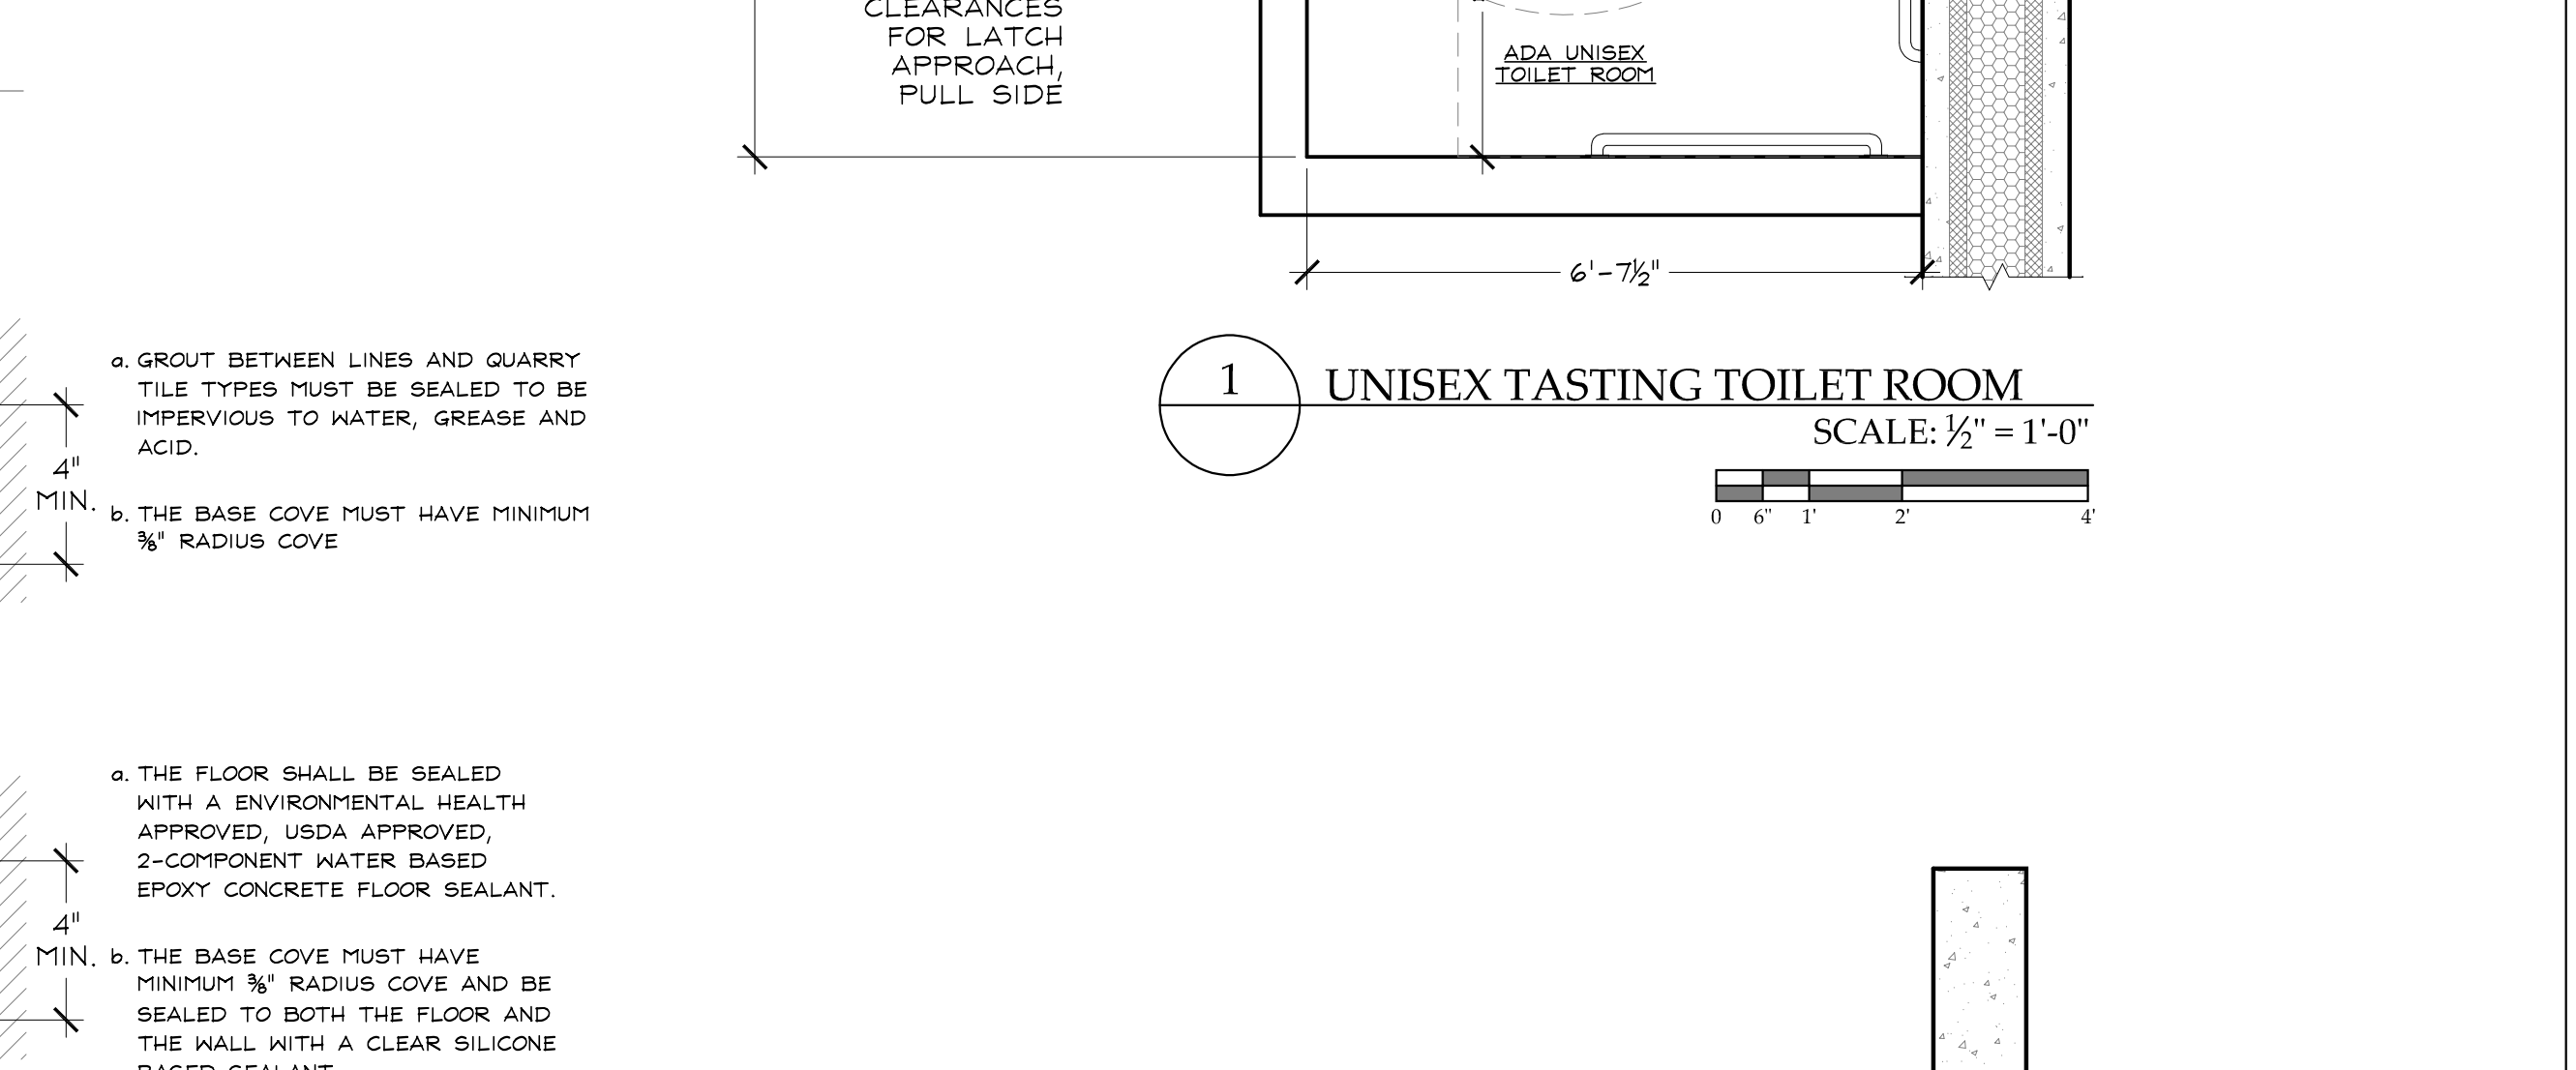 CLEARANCES
FOR LATCH
APPROACH,
PULL SIDE
ADA UNISEX
TOILET ROOM
6'-7½"
1
UNISEX TASTING TOILET ROOM
SCALE: ½" = 1'-0"
0 6" 1' 2' 4'
a. GROUT BETWEEN LINES AND QUARRY
TILE TYPES MUST BE SEALED TO BE
IMPERVIOUS TO WATER, GREASE AND
ACID.
4"
MIN.
b. THE BASE COVE MUST HAVE MINIMUM
⅜" RADIUS COVE
a. THE FLOOR SHALL BE SEALED
WITH A ENVIRONMENTAL HEALTH
APPROVED, USDA APPROVED,
2-COMPONENT WATER BASED
EPOXY CONCRETE FLOOR SEALANT.
4"
MIN.
b. THE BASE COVE MUST HAVE
MINIMUM ⅜" RADIUS COVE AND BE
SEALED TO BOTH THE FLOOR AND
THE WALL WITH A CLEAR SILICONE
BASED SEALANT